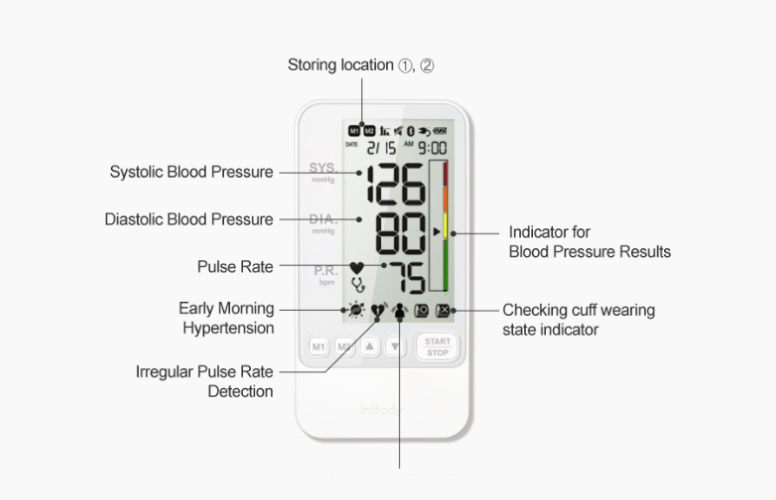 Storing location ①, ②
M1 M2
DATE 2/15 AM 9:00
Systolic Blood Pressure
SYS.
mmHg
126
Diastolic Blood Pressure
DIA.
mmHg
80
Indicator for
Blood Pressure Results
Pulse Rate
P.R.
bpm
75
Early Morning
Hypertension
Checking cuff wearing
state indicator
M1 M2 START
STOP
Irregular Pulse Rate
Detection
InBody